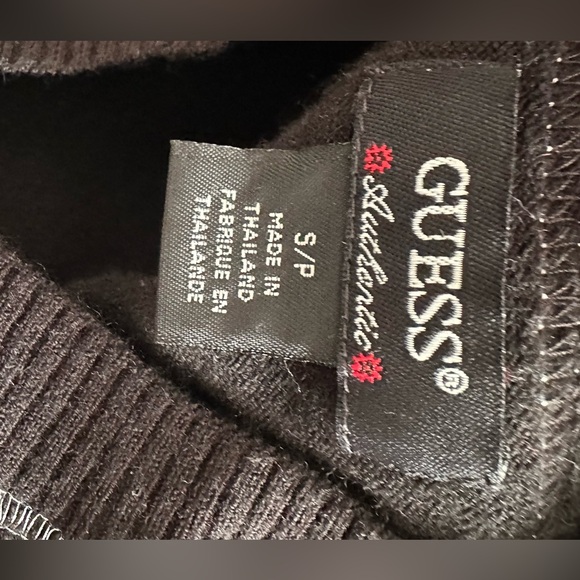 GUESS®
Authentic
S/P
MADE IN
THAILAND
FABRIQUE EN
THAILANDE